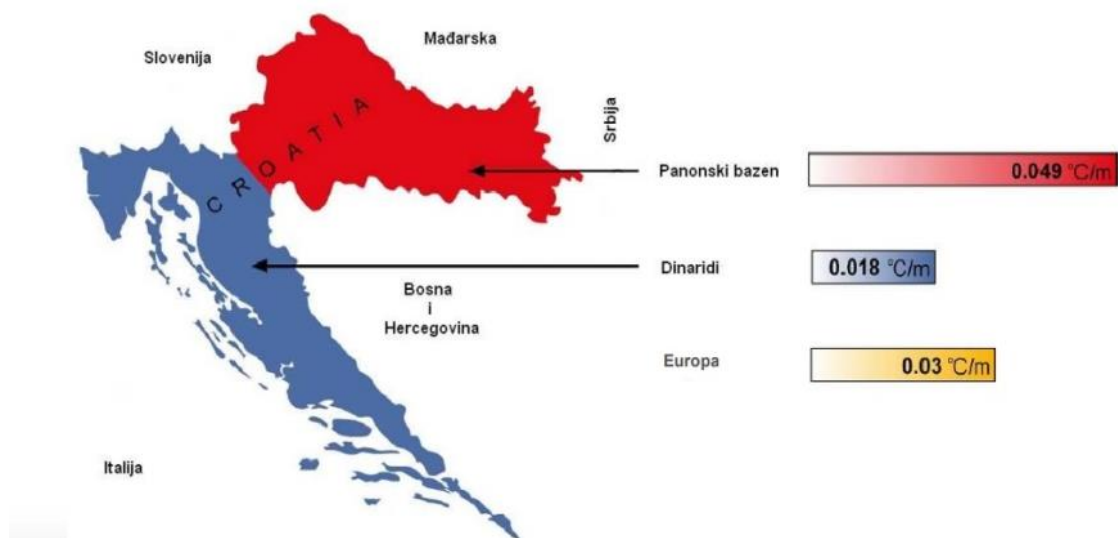 Slovenija
Mađarska
Srbija
CROATIA
Panonski bazen
0.049 °C/m
Dinaridi
0.018 °C/m
Bosna
i
Hercegovina
Europa
0.03 °C/m
Italija